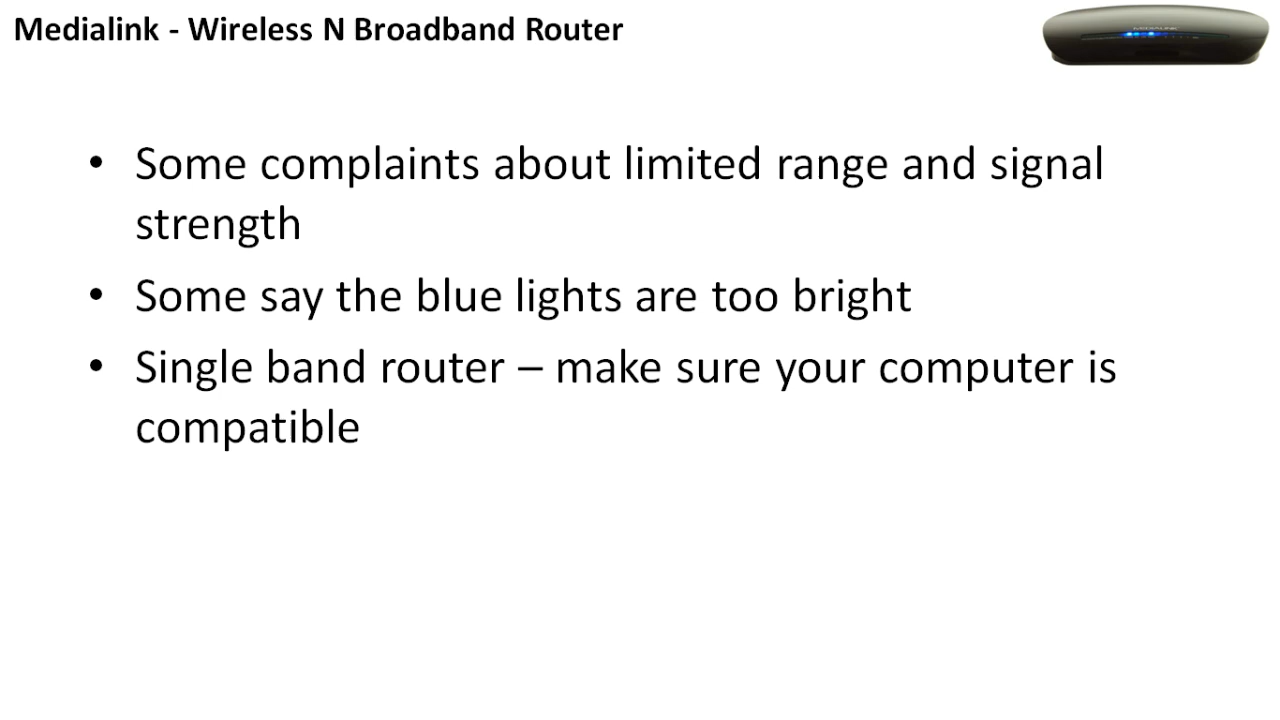 Medialink - Wireless N Broadband Router
• Some complaints about limited range and signal
strength
• Some say the blue lights are too bright
• Single band router – make sure your computer is
compatible